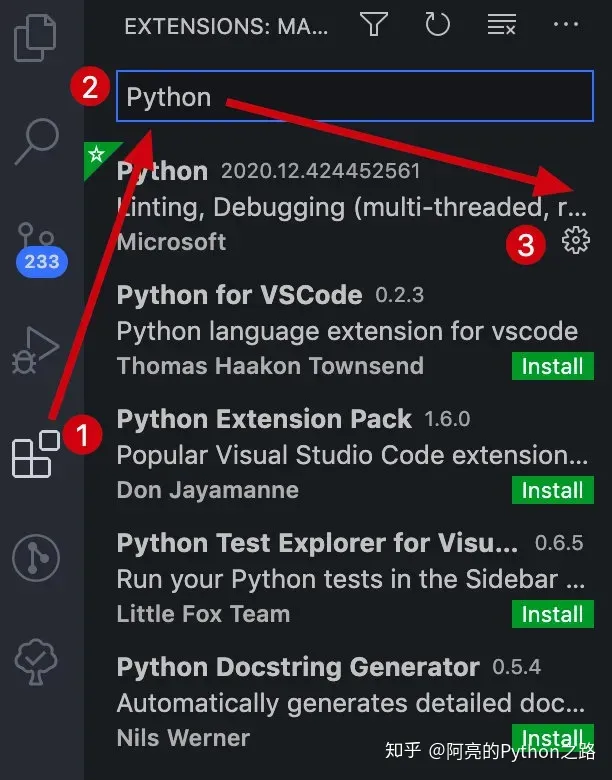 EXTENSIONS: MA...
2
Python
Python 2020.12.424452561
Linting, Debugging (multi-threaded, r...
Microsoft
3
233
Python for VSCode 0.2.3
Python language extension for vscode
Thomas Haakon Townsend Install
1
Python Extension Pack 1.6.0
Popular Visual Studio Code extension...
Don Jayamanne Install
Python Test Explorer for Visu... 0.6.5
Run your Python tests in the Sidebar ...
Little Fox Team Install
Python Docstring Generator 0.5.4
Automatically generates detailed doc...
Nils Werner Install
知乎 @阿亮的Python之路